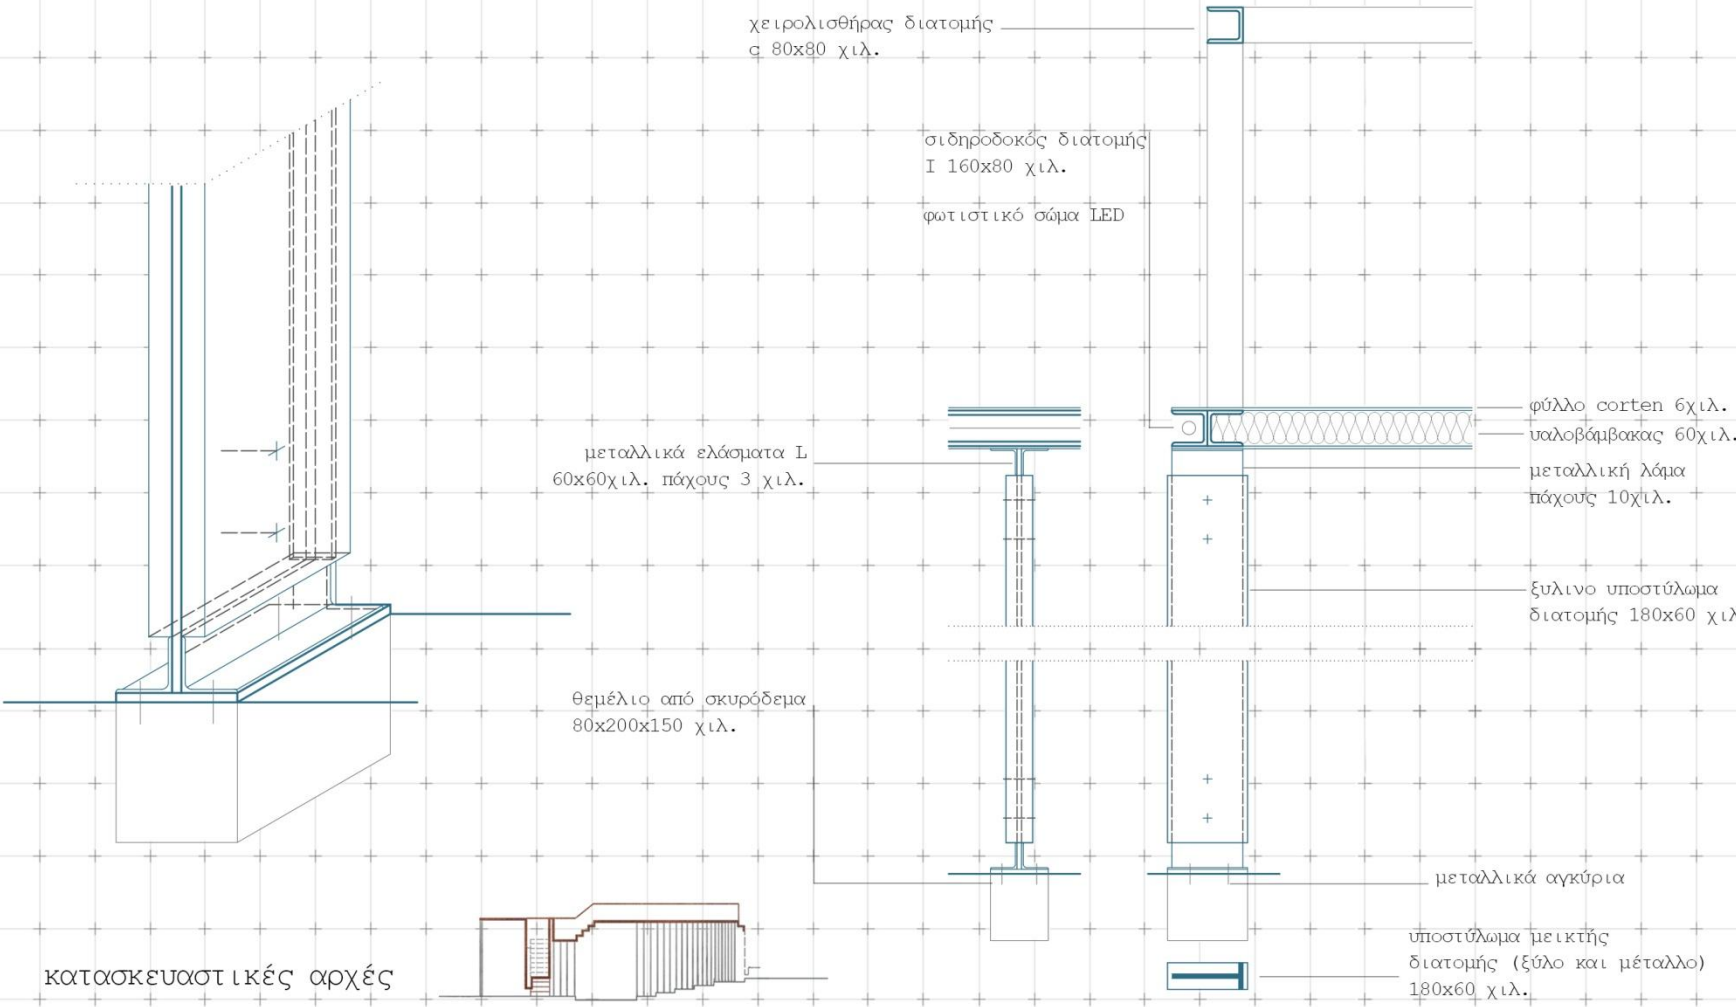 χειρολισθήρας διατομής
c 80x80 χιλ.
σιδηροδοκός διατομής
I 160x80 χιλ.
φωτιστικό σώμα LED
φύλλο corten 6χιλ.
υαλοβάμβακας 60χιλ.
μεταλλικά ελάσματα L
60x60χιλ. πάχους 3 χιλ.
μεταλλική λάμα
πάχους 10χιλ.
ξυλινο υποστύλωμα
διατομής 180x60 χιλ
θεμέλιο από σκυρόδεμα
80x200x150 χιλ.
μεταλλικά αγκύρια
υποστύλωμα μεικτής
διατομής (ξύλο και μέταλλο)
180x60 χιλ.
κατασκευαστικές αρχές